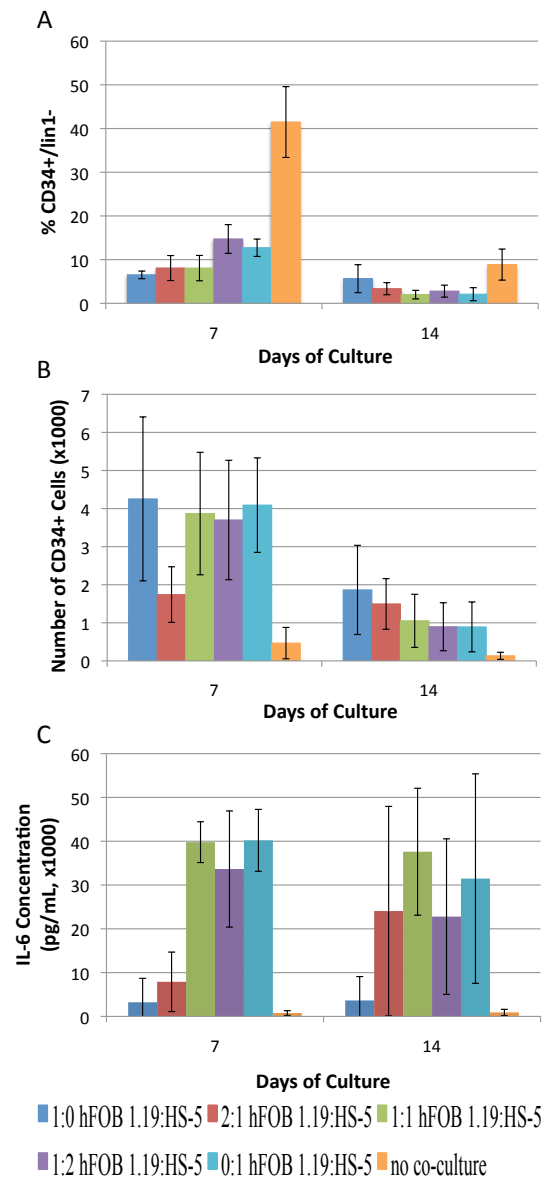 A
% CD34+/lin1-
60
50
40
30
20
10
0
7
14
Days of Culture
B
Number of CD34+ Cells (x1000)
7
6
5
4
3
2
1
0
7
14
Days of Culture
C
IL-6 Concentration
(pg/mL, x1000)
60
50
40
30
20
10
0
7
14
Days of Culture
1:0 hFOB 1.19:HS-5 2:1 hFOB 1.19:HS-5 1:1 hFOB 1.19:HS-5
1:2 hFOB 1.19:HS-5 0:1 hFOB 1.19:HS-5 no co-culture